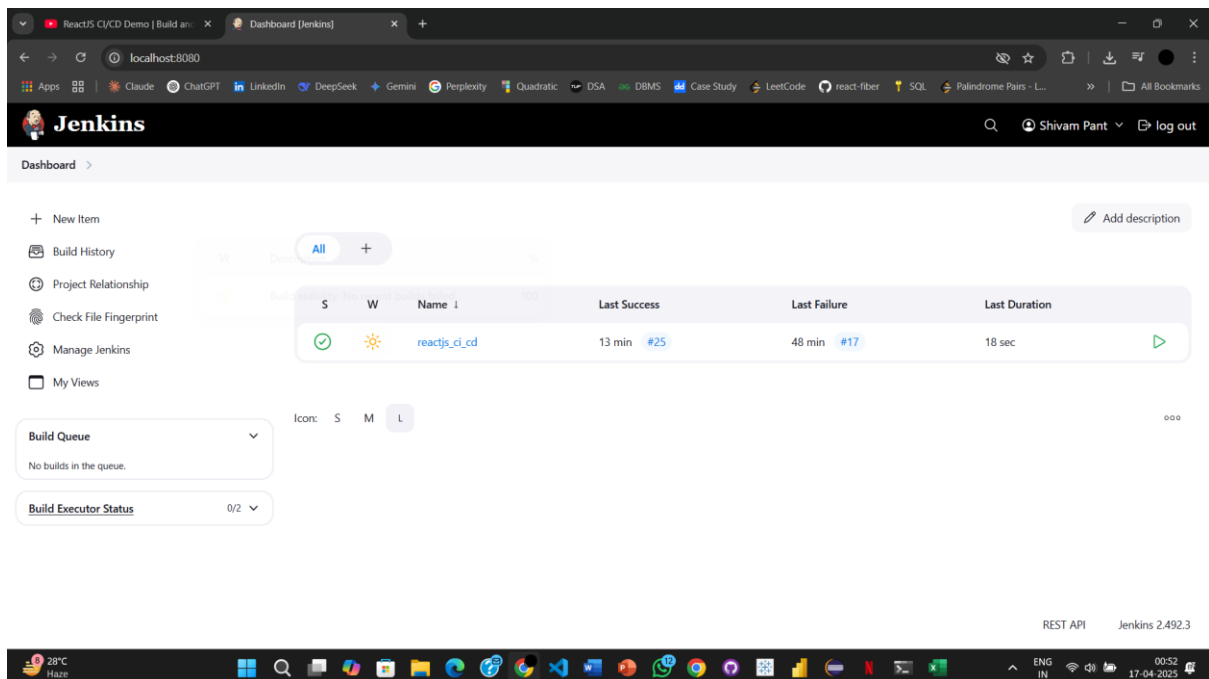 ReactJS CI/CD Demo | Build and
Dashboard [Jenkins]
localhost:8080
Apps
Claude
ChatGPT
LinkedIn
DeepSeek
Gemini
Perplexity
Quadratic
DSA
DBMS
Case Study
LeetCode
react-fiber
SQL
Palindrome Pairs - L...
»
All Bookmarks
Jenkins
Shivam Pant
log out
Dashboard >
New Item
Add description
Build History
All +
Project Relationship
Check File Fingerprint
Manage Jenkins
My Views
S W Name ↓ Last Success Last Failure Last Duration
reactjs_ci_cd 13 min #25 48 min #17 18 sec
Icon: S M L
Build Queue
No builds in the queue.
Build Executor Status 0/2
REST API Jenkins 2.492.3
8
28°C
Haze
12
ENG
IN
00:52
17-04-2025